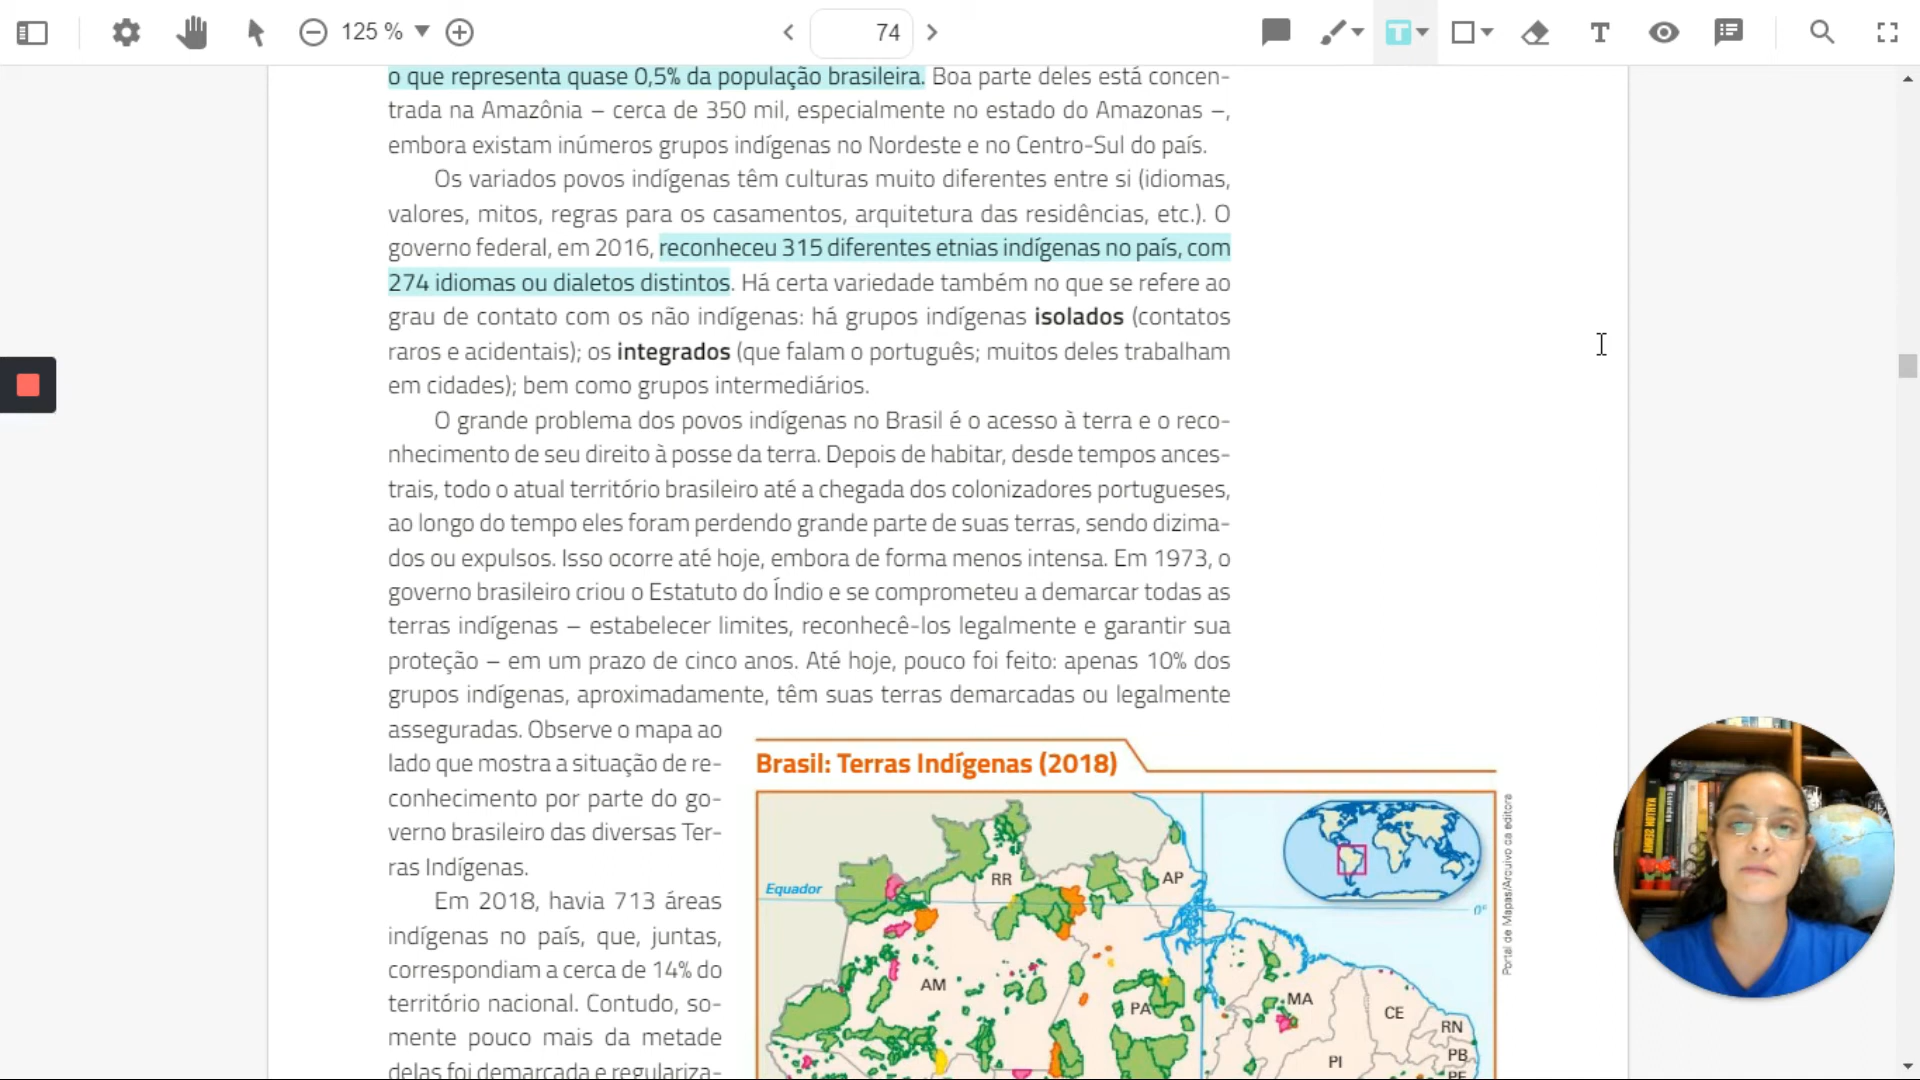 125 %
74
o que representa quase 0,5% da população brasileira. Boa parte deles está concen-
trada na Amazônia – cerca de 350 mil, especialmente no estado do Amazonas –,
embora existam inúmeros grupos indígenas no Nordeste e no Centro-Sul do país.
Os variados povos indígenas têm culturas muito diferentes entre si (idiomas,
valores, mitos, regras para os casamentos, arquitetura das residências, etc.). O
governo federal, em 2016, reconheceu 315 diferentes etnias indígenas no país, com
274 idiomas ou dialetos distintos. Há certa variedade também no que se refere ao
grau de contato com os não indígenas: há grupos indígenas isolados (contatos
raros e acidentais); os integrados (que falam o português; muitos deles trabalham
em cidades); bem como grupos intermediários.
O grande problema dos povos indígenas no Brasil é o acesso à terra e o reco-
nhecimento de seu direito à posse da terra. Depois de habitar, desde tempos ances-
trais, todo o atual território brasileiro até a chegada dos colonizadores portugueses,
ao longo do tempo eles foram perdendo grande parte de suas terras, sendo dizima-
dos ou expulsos. Isso ocorre até hoje, embora de forma menos intensa. Em 1973, o
governo brasileiro criou o Estatuto do Índio e se comprometeu a demarcar todas as
terras indígenas – estabelecer limites, reconhecê-los legalmente e garantir sua
proteção – em um prazo de cinco anos. Até hoje, pouco foi feito: apenas 10% dos
grupos indígenas, aproximadamente, têm suas terras demarcadas ou legalmente
asseguradas. Observe o mapa ao
lado que mostra a situação de re-
conhecimento por parte do go-
verno brasileiro das diversas Ter-
ras Indígenas.
Em 2018, havia 713 áreas
indígenas no país, que, juntas,
correspondiam a cerca de 14% do
território nacional. Contudo, so-
mente pouco mais da metade
delas foi demarcada e regulariza-
Brasil: Terras Indígenas (2018)
Equador
0°
RR
AP
AM
PA
MA
CE
RN
PB
PI
PE
Portal de Mapas/Arquivo da editora